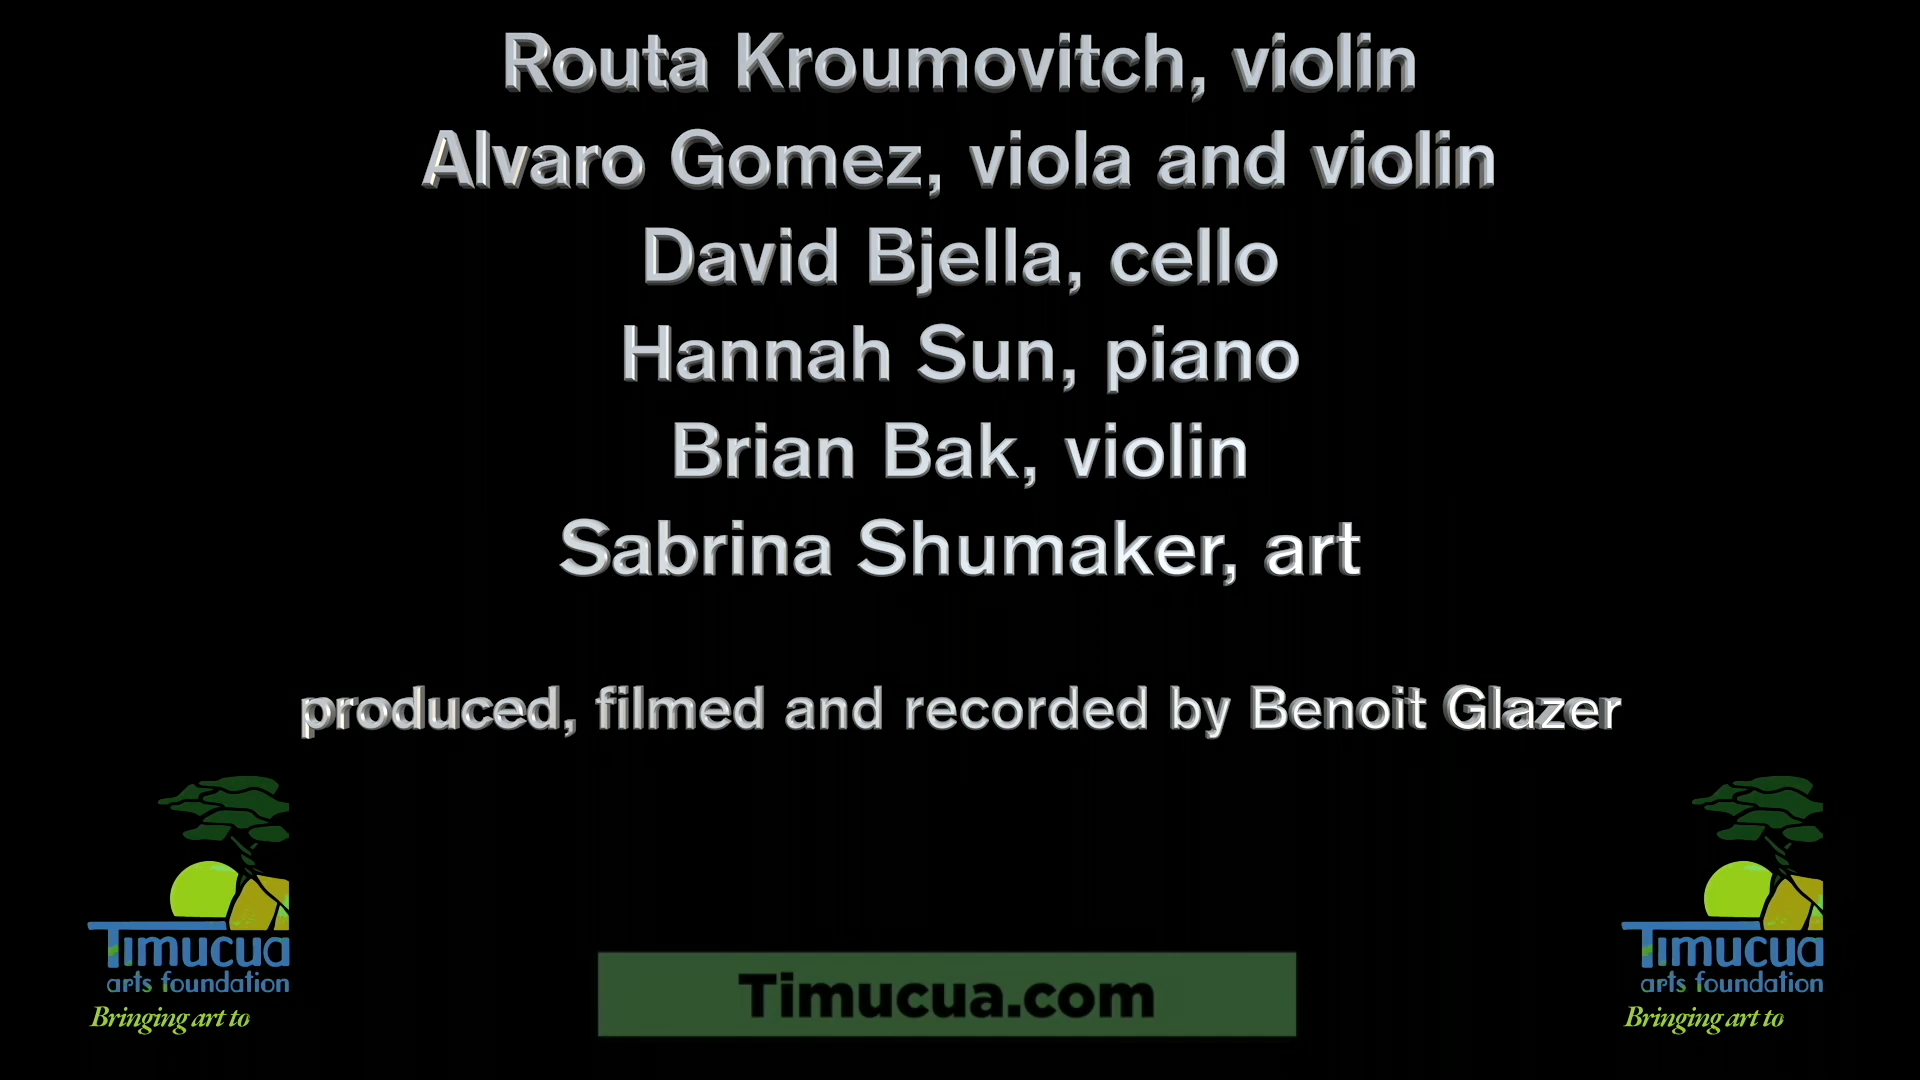 Routa Kroumovitch, violin
Alvaro Gomez, viola and violin
David Bjella, cello
Hannah Sun, piano
Brian Bak, violin
Sabrina Shumaker, art
produced, filmed and recorded by Benoit Glazer
Timucua
arts foundation
Bringing art to
Timucua.com
Timucua
arts foundation
Bringing art to